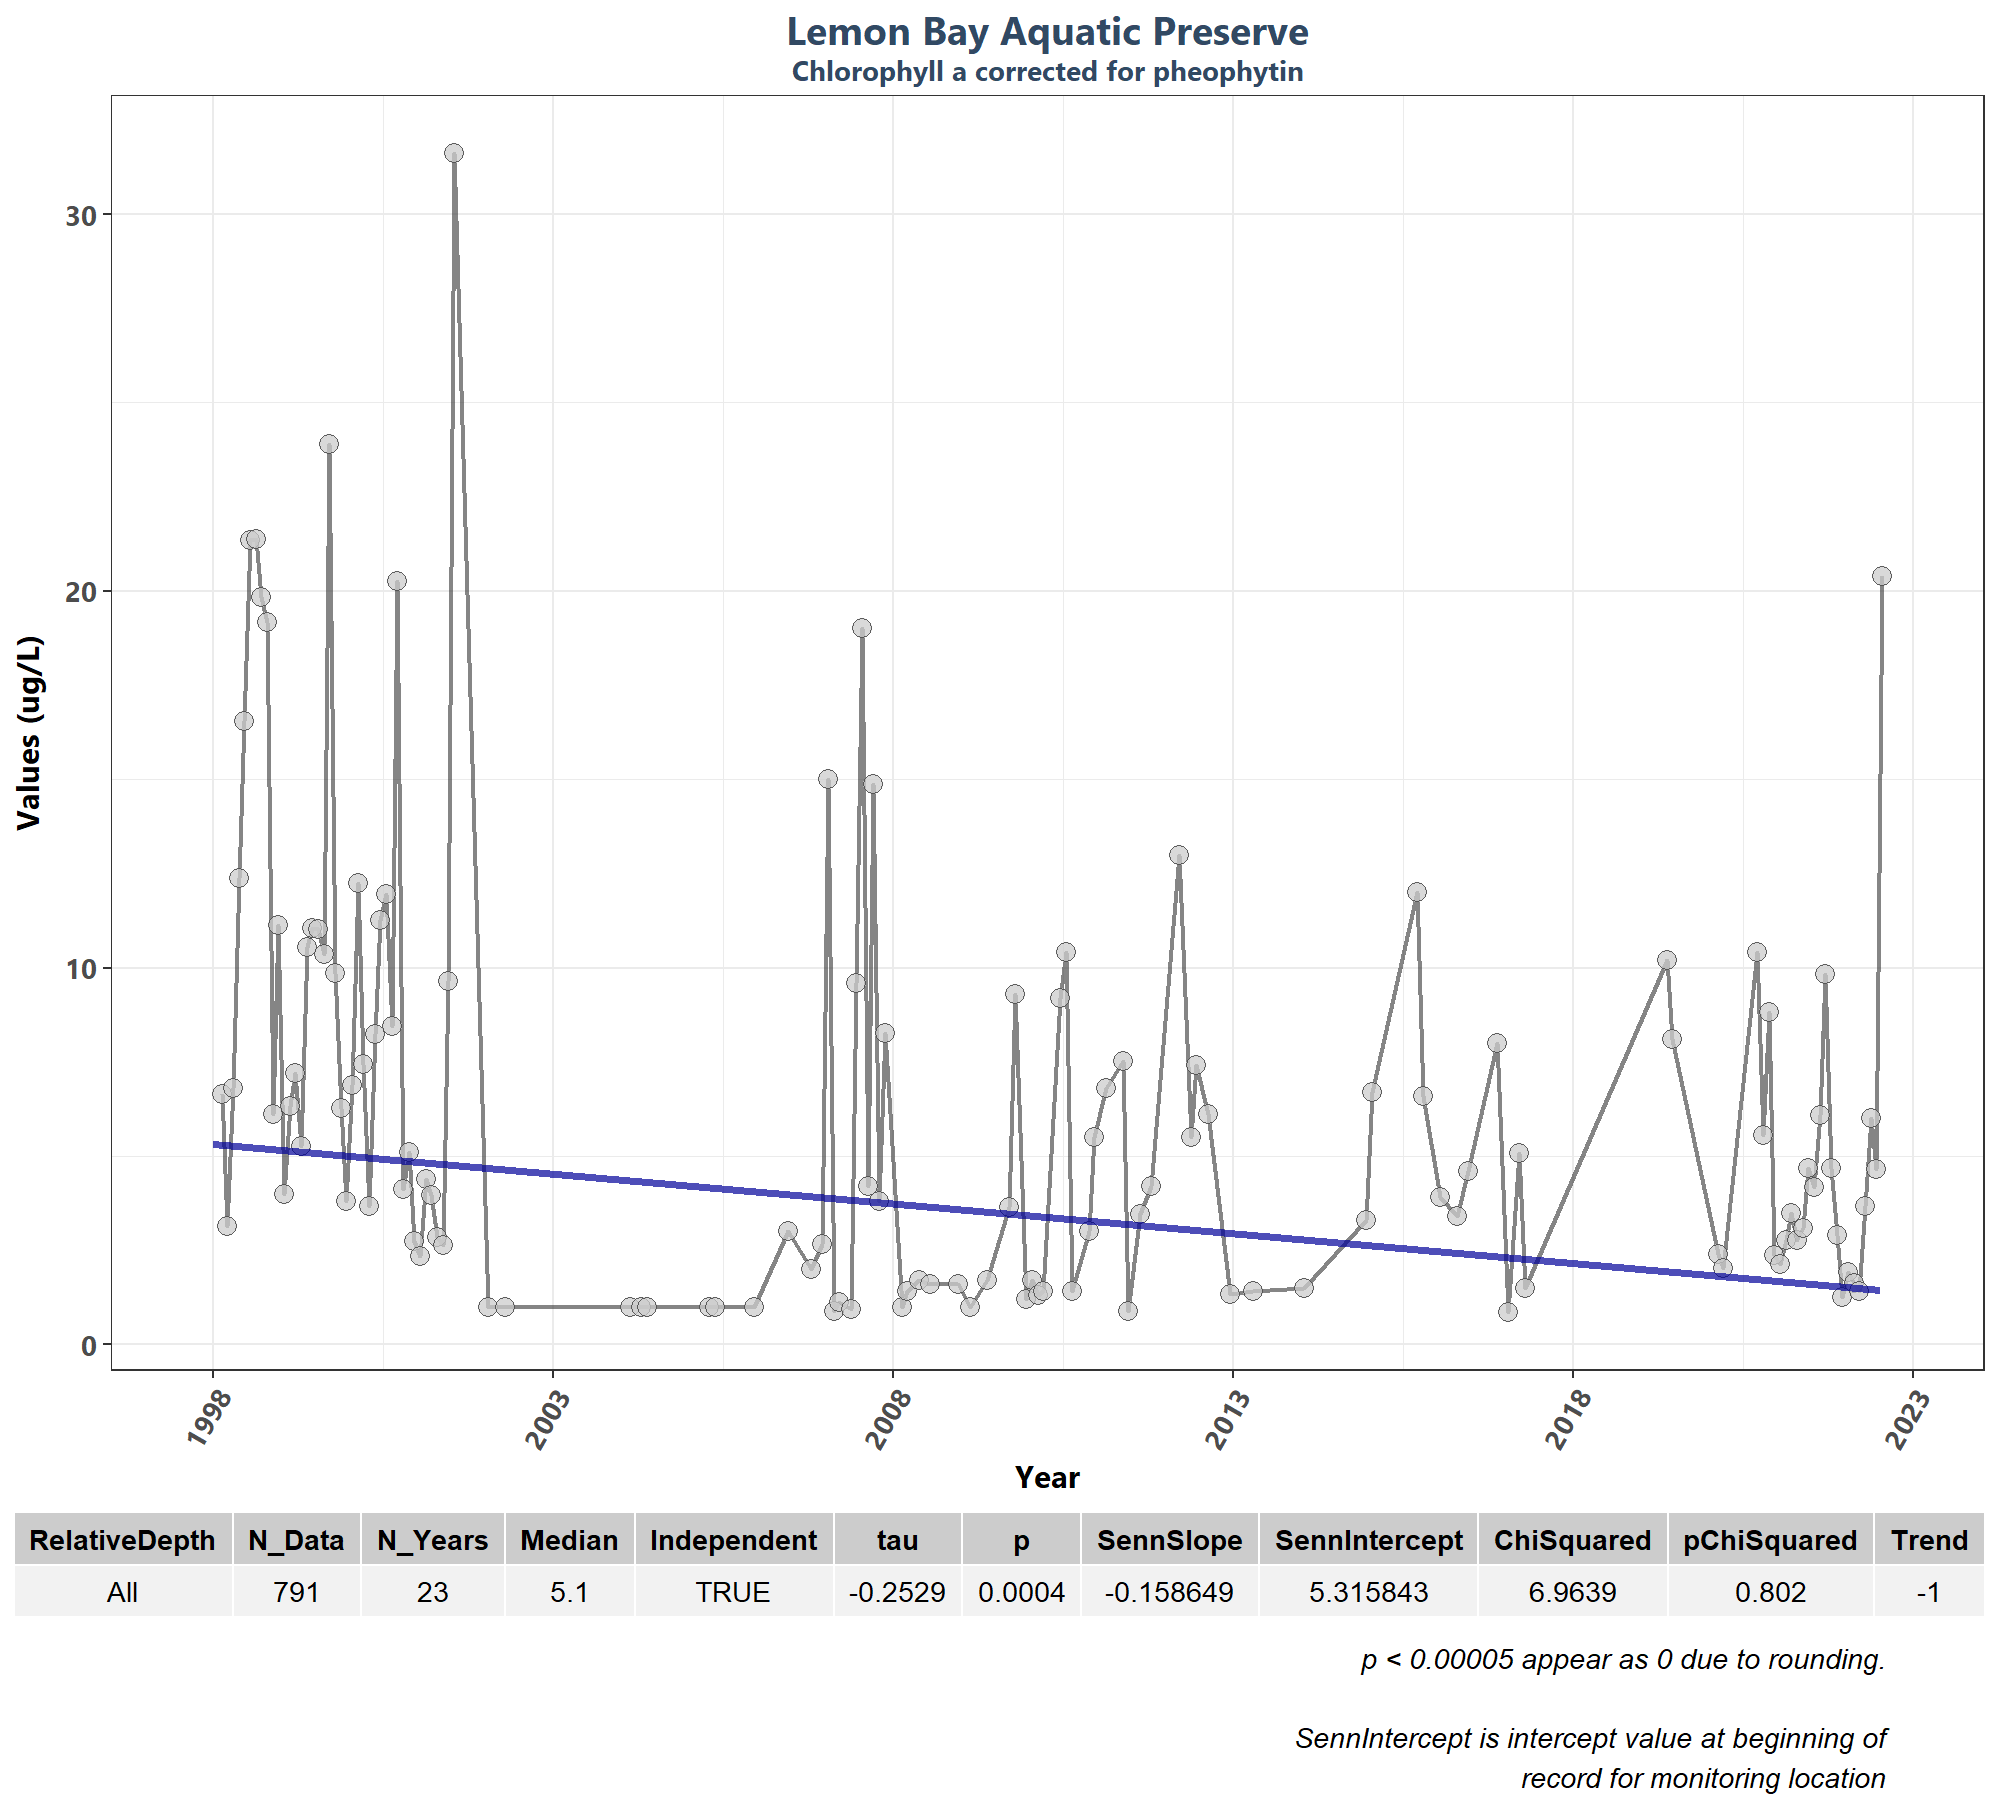 Lemon Bay Aquatic Preserve
Chlorophyll a corrected for pheophytin
Values (ug/L)
30
20
10
0
1998 2003 2008 2013 2018 2023
Year
RelativeDepth N_Data N_Years Median Independent tau p SennSlope SennIntercept ChiSquared pChiSquared Trend
All 791 23 5.1 TRUE -0.2529 0.0004 -0.158649 5.315843 6.9639 0.802 -1
p < 0.00005 appear as 0 due to rounding.
SennIntercept is intercept value at beginning of
record for monitoring location